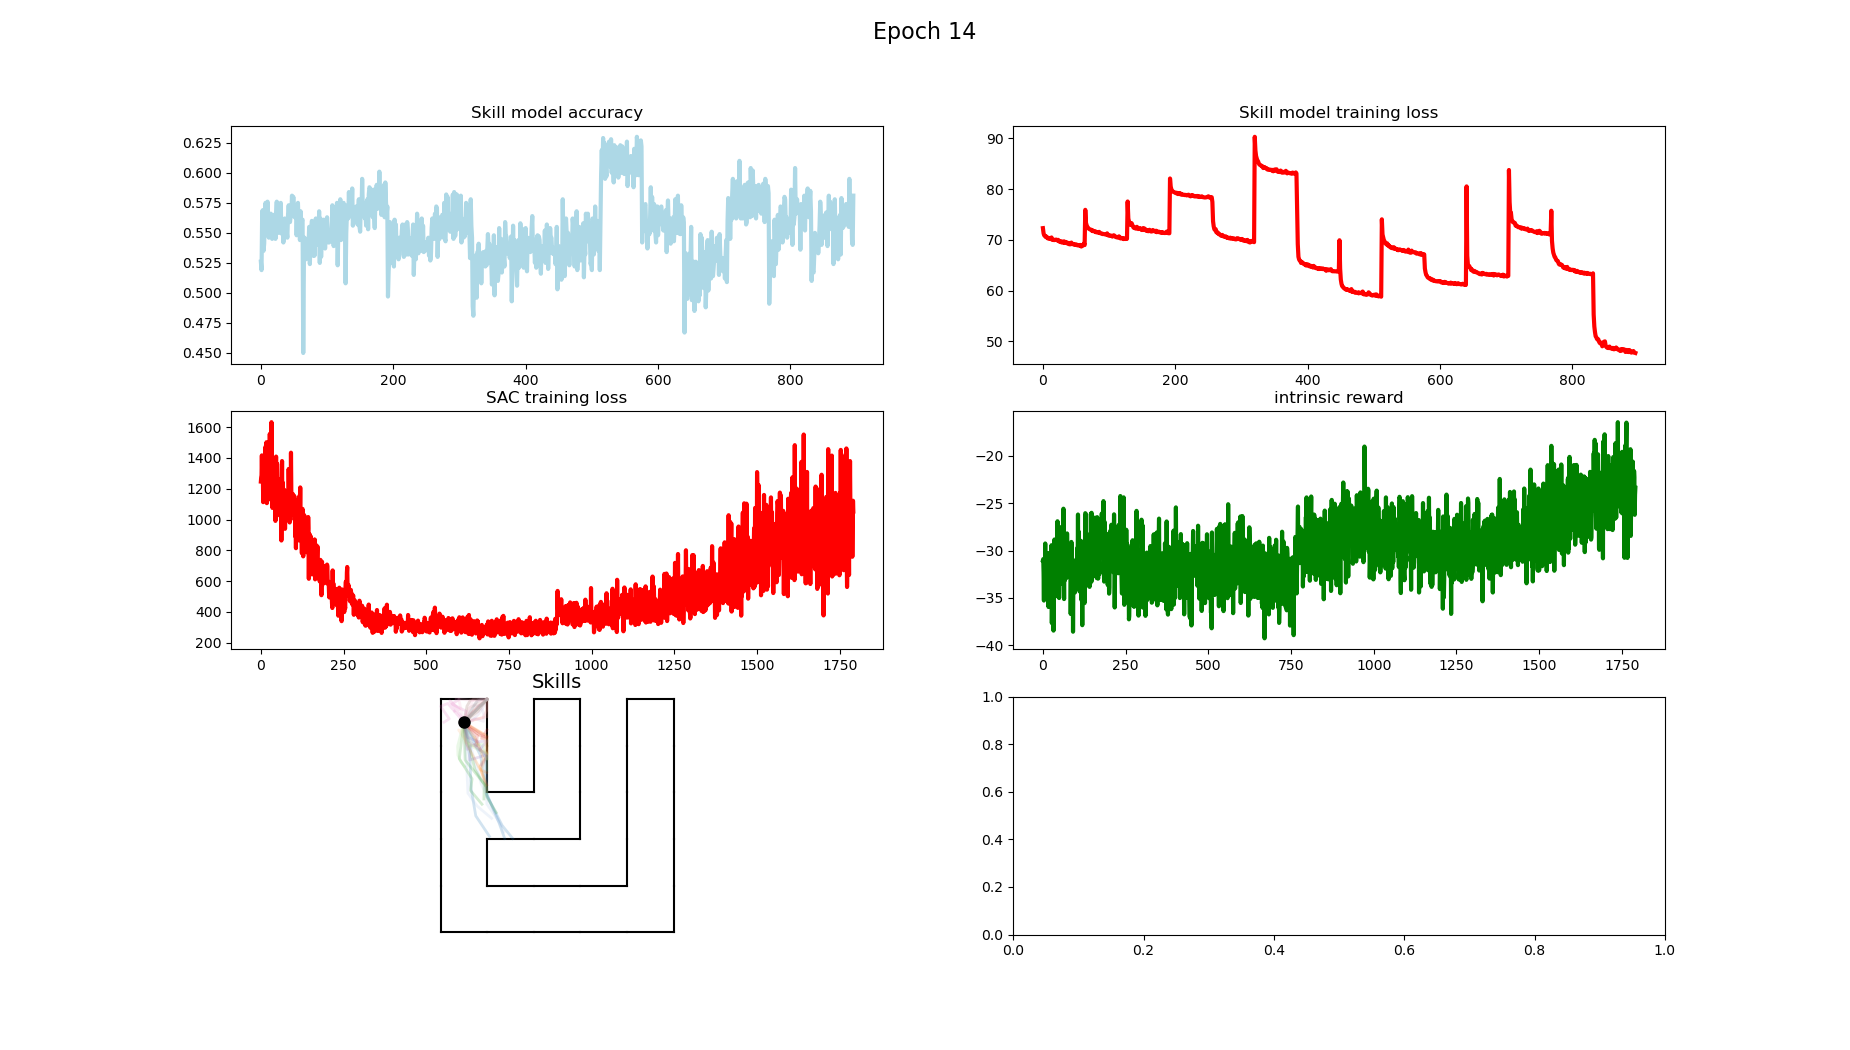 Epoch 14
Skill model accuracy
0.625
0.600
0.575
0.550
0.525
0.500
0.475
0.450
0 200 400 600 800
Skill model training loss
90
80
70
60
50
0 200 400 600 800
SAC training loss
1600
1400
1200
1000
800
600
400
200
0 250 500 750 1000 1250 1500 1750
intrinsic reward
−20
−25
−30
−35
−40
0 250 500 750 1000 1250 1500 1750
Skills
1.0
0.8
0.6
0.4
0.2
0.0
0.0 0.2 0.4 0.6 0.8 1.0